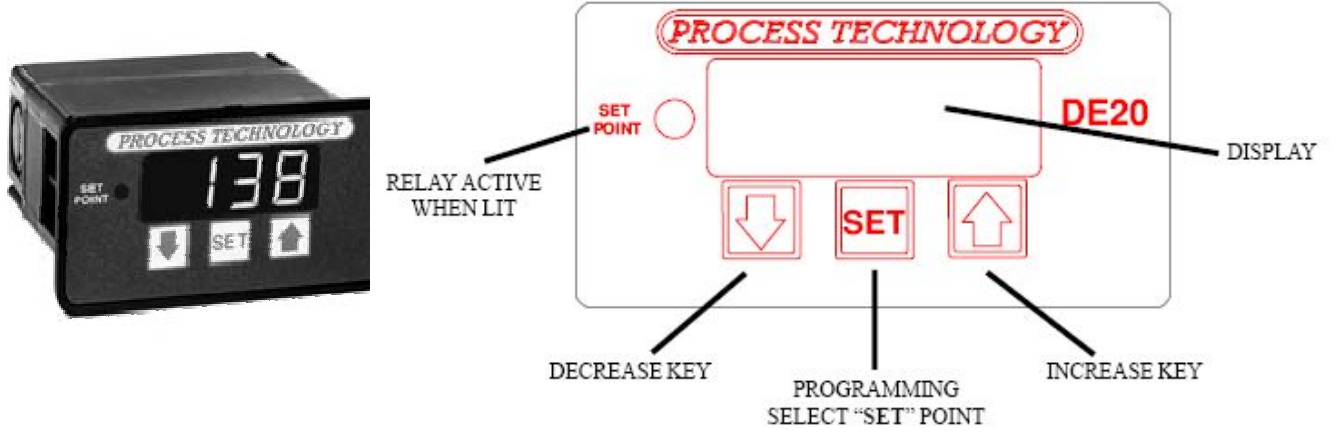 PROCESS TECHNOLOGY
138
SET
POINT
SET
PROCESS TECHNOLOGY
SET
POINT
DE20
DISPLAY
RELAY ACTIVE
WHEN LIT
SET
DECREASE KEY
INCREASE KEY
PROGRAMMING
SELECT “SET” POINT